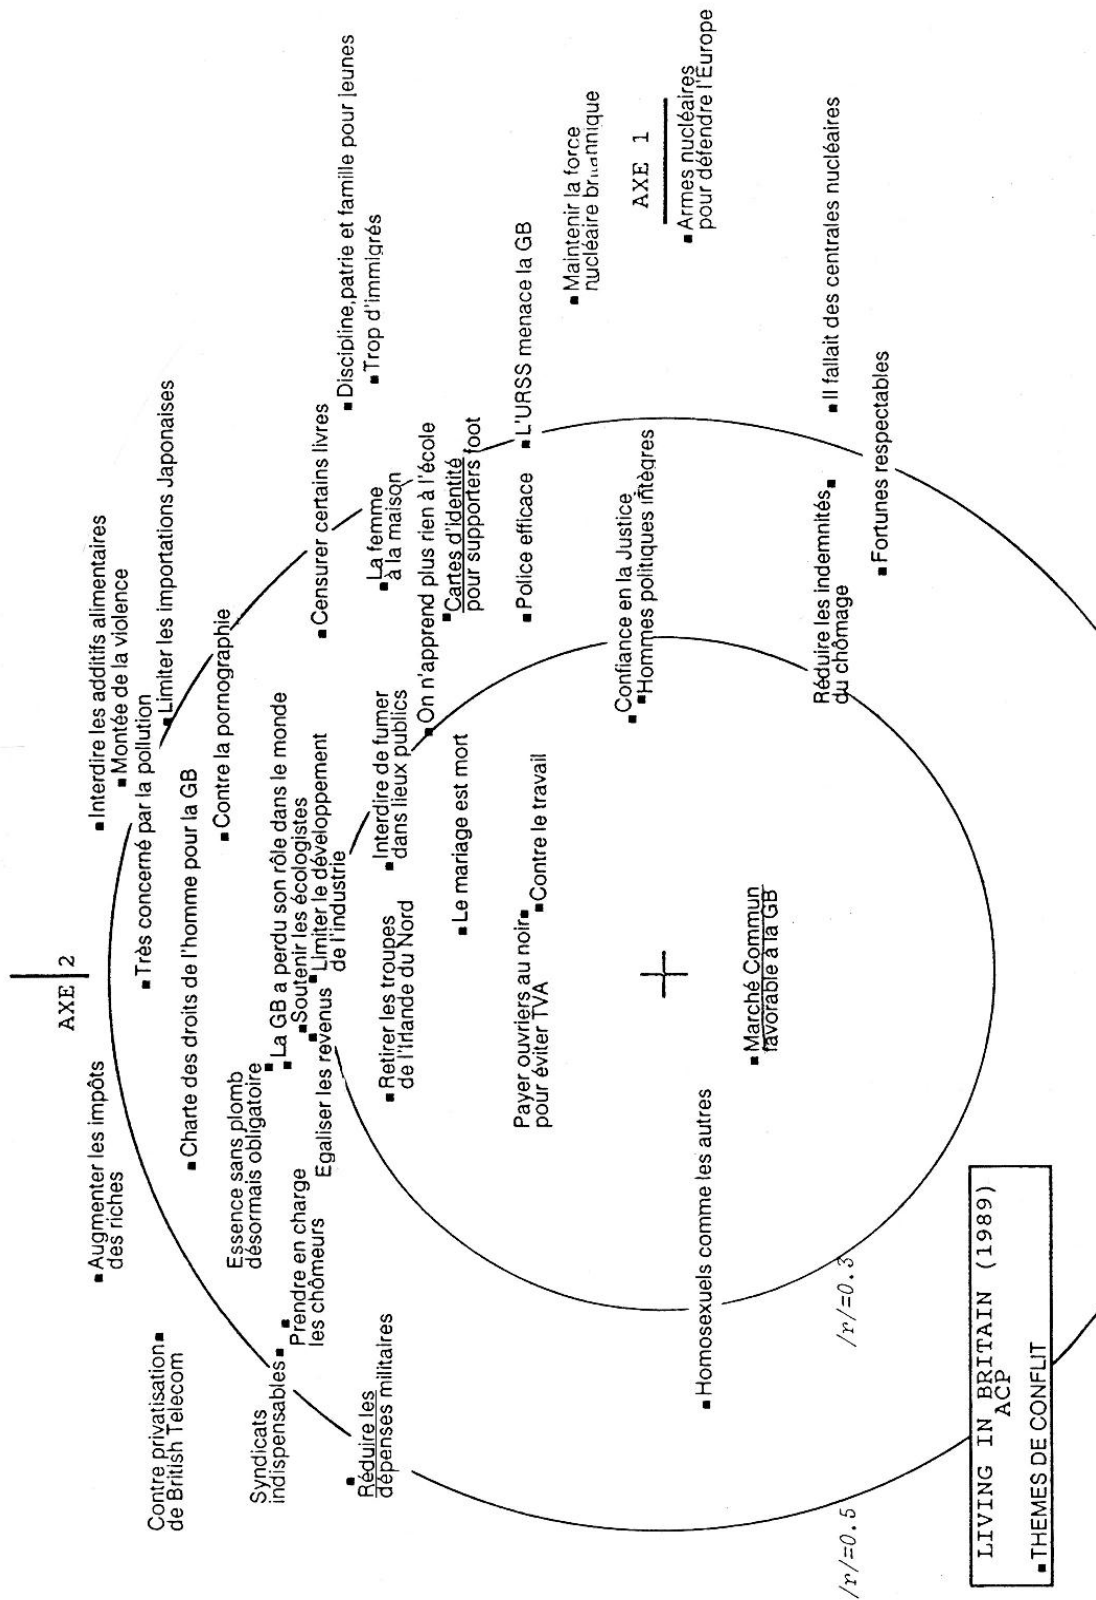 AXE 2
Interdire les additifs alimentaires
Montée de la violence
Augmenter les impôts
des riches
Très concerné par la pollution
Limiter les importations Japonaises
Contre privatisation
de British Telecom
Charte des droits de l'homme pour la GB
Contre la pornographie
Essence sans plomb
désormais obligatoire
La GB a perdu son rôle dans le monde
Soutenir les écologistes
Syndicats
indispensables
Prendre en charge
les chômeurs
Egaliser les revenus
Limiter le développement
de l'industrie
Censurer certains livres
Discipline,patrie et famille pour jeunes
Trop d'immigrés
Réduire les
dépenses militaires
Retirer les troupes
de l'Irlande du Nord
Interdire de fumer
dans lieux publics
La femme
à la maison
On n'apprend plus rien à l'école
Cartes d'identité
pour supporters foot
Le mariage est mort
Police efficace
L'URSS menace la GB
Payer ouvriers au noir
pour éviter TVA
Contre le travail
Maintenir la force
nucléaire britannique
Confiance en la Justice
Hommes politiques intègres
AXE 1
Armes nucléaires
pour défendre l'Europe
Homosexuels comme les autres
Marché Commun
favorable à la GB
Réduire les indemnités
du chômage
Il fallait des centrales nucléaires
Fortunes respectables
/r/=0.3
/r/=0.5
LIVING IN BRITAIN (1989)
ACP
THEMES DE CONFLIT